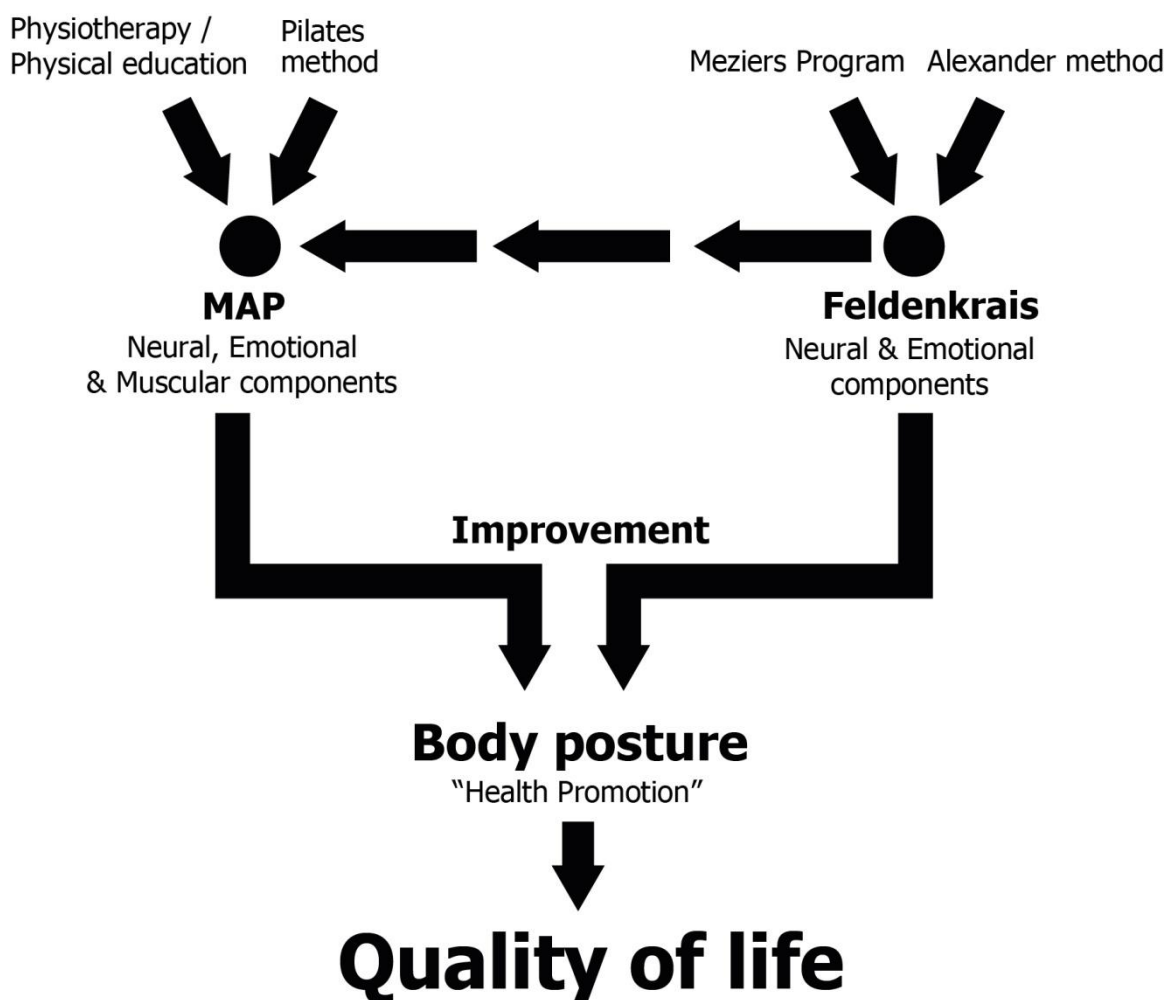 Physiotherapy /
Physical education
Pilates
method
Meziers Program
Alexander method
MAP
Neural, Emotional
& Muscular components
Feldenkrais
Neural & Emotional
components
Improvement
Body posture
“Health Promotion”
Quality of life